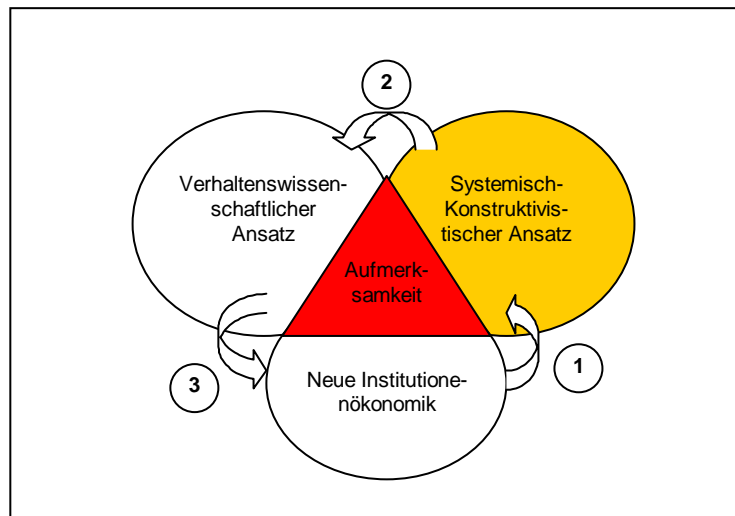 2
Verhaltenswissen-
schaftlicher
Ansatz
Systemisch-
Konstruktivis-
tischer Ansatz
Aufmerk-
samkeit
3
Neue Institutione-
nökonomik
1